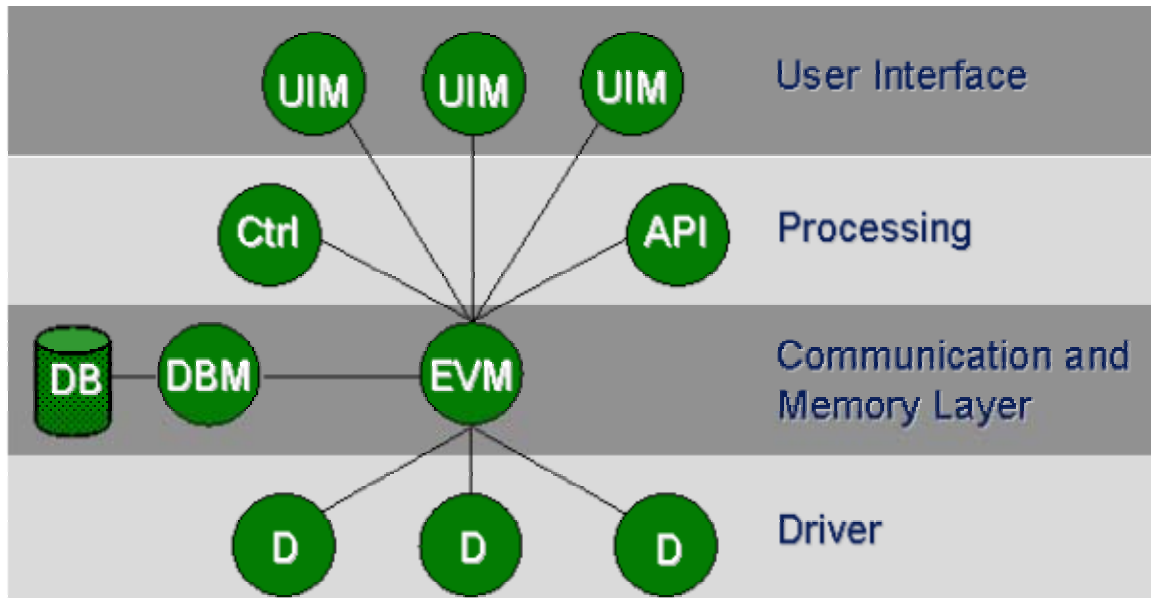 UIM
UIM
UIM
User Interface
Ctrl
API
Processing
DB
DBM
EVM
Communication and
Memory Layer
D
D
D
Driver